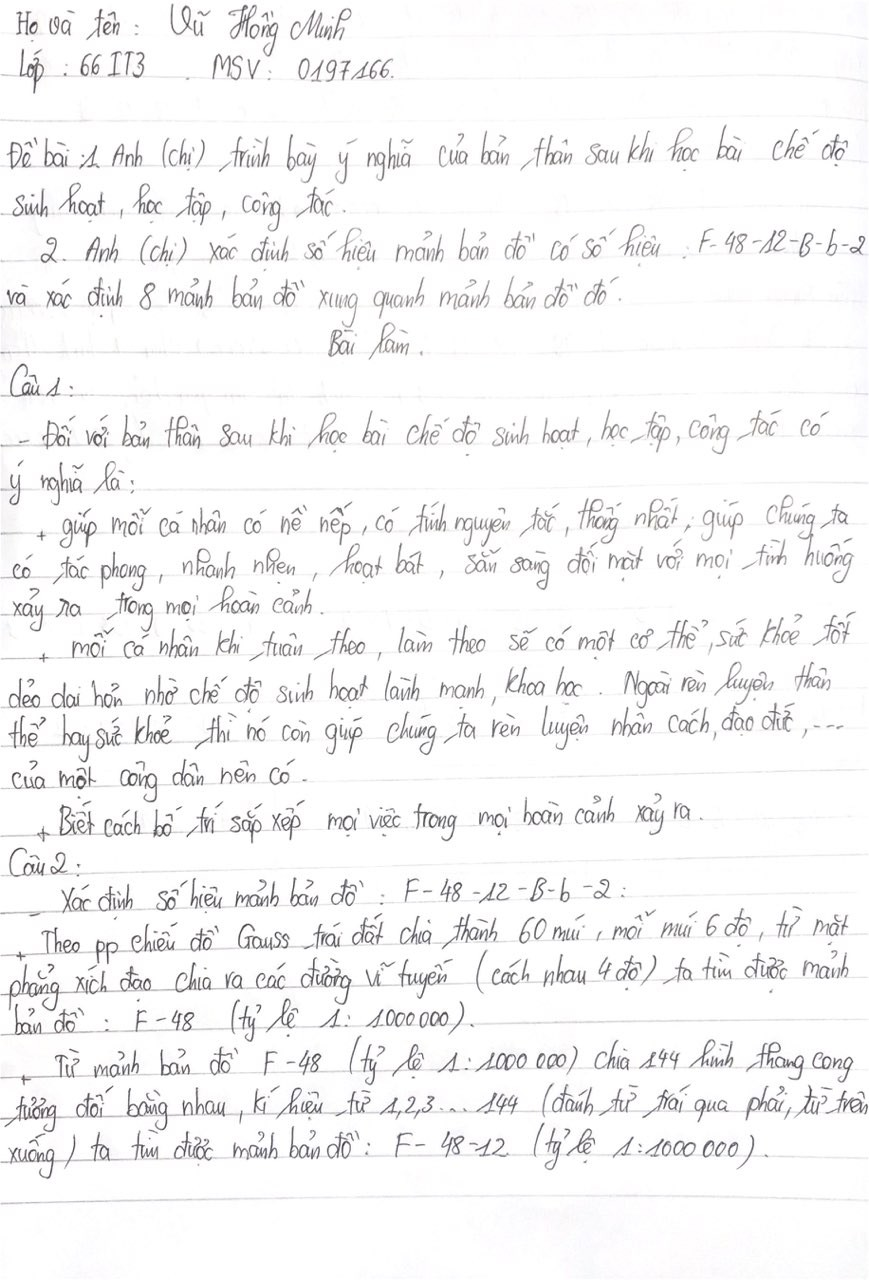 Họ và tên : Vũ Hồng Minh
Lớp : 66 IT3 . MSV : 0197166.
Đề bài :1. Anh (chị) trình bày ý nghĩa của bản thân sau khi học bài chế độ
sinh hoạt , học tập , công tác .
2. Anh (chị) xác định số hiệu mảnh bản đồ có số hiệu : F-48-12-B-b-2
và xác định 8 mảnh bản đồ xung quanh mảnh bản đồ đó .
Bài làm .
Câu 1 :
- Đối với bản thân sau khi học bài chế độ sinh hoạt , học tập , công tác có
ý nghĩa là :
+ giúp mỗi cá nhân có nề nếp , có tính nguyên tắc , thống nhất , giúp chúng ta
có tác phong , nhanh nhẹn , hoạt bát , sẵn sàng đối mặt với mọi tình huống
xảy ra trong mọi hoàn cảnh .
+ mỗi cá nhân khi tuân theo , làm theo sẽ có một cơ thể , sức khoẻ tốt
dẻo dai hơn nhờ chế độ sinh hoạt lành mạnh , khoa học . Ngoài rèn luyện thân
thể hay sức khoẻ thì nó còn giúp chúng ta rèn luyện nhân cách , đạo đức , ...
của một công dân nên có .
+ Biết cách bố trí sắp xếp mọi việc trong mọi hoàn cảnh xảy ra .
Câu 2 :
- Xác định số hiệu mảnh bản đồ : F-48-12-B-b-2 :
+ Theo pp chiếu đồ Gauss trái đất chia thành 60 múi , mỗi múi 6 độ , từ mặt
phẳng xích đạo chia ra các đường vĩ tuyến ( cách nhau 4 độ ) ta tìm được mảnh
bản đồ : F-48 (tỷ lệ 1 : 1000000) .
+ Từ mảnh bản đồ F-48 (tỷ lệ 1 : 1000 000) chia 144 hình thang cong
tương đối bằng nhau , kí hiệu từ 1,2,3 ... 144 (đánh từ trái qua phải , từ trên
xuống) ta tìm được mảnh bản đồ : F-48-12 (tỷ lệ 1:1000 000) .